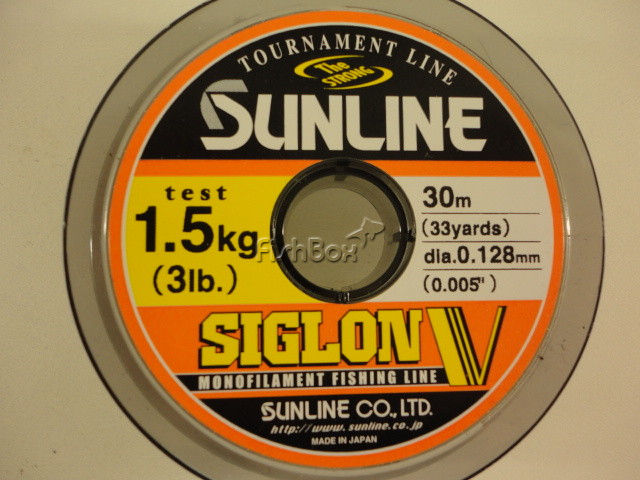 TOURNAMENT LINE
The
STRONG
SUNLINE
test
1.5kg
(3lb.)
30m
(33yards)
dia.0.128mm
(0.005")
FishBox
SIGLON V
MONOFILAMENT FISHING LINE
SUNLINE CO.,LTD.
http://www.sunline.co.jp
MADE IN JAPAN